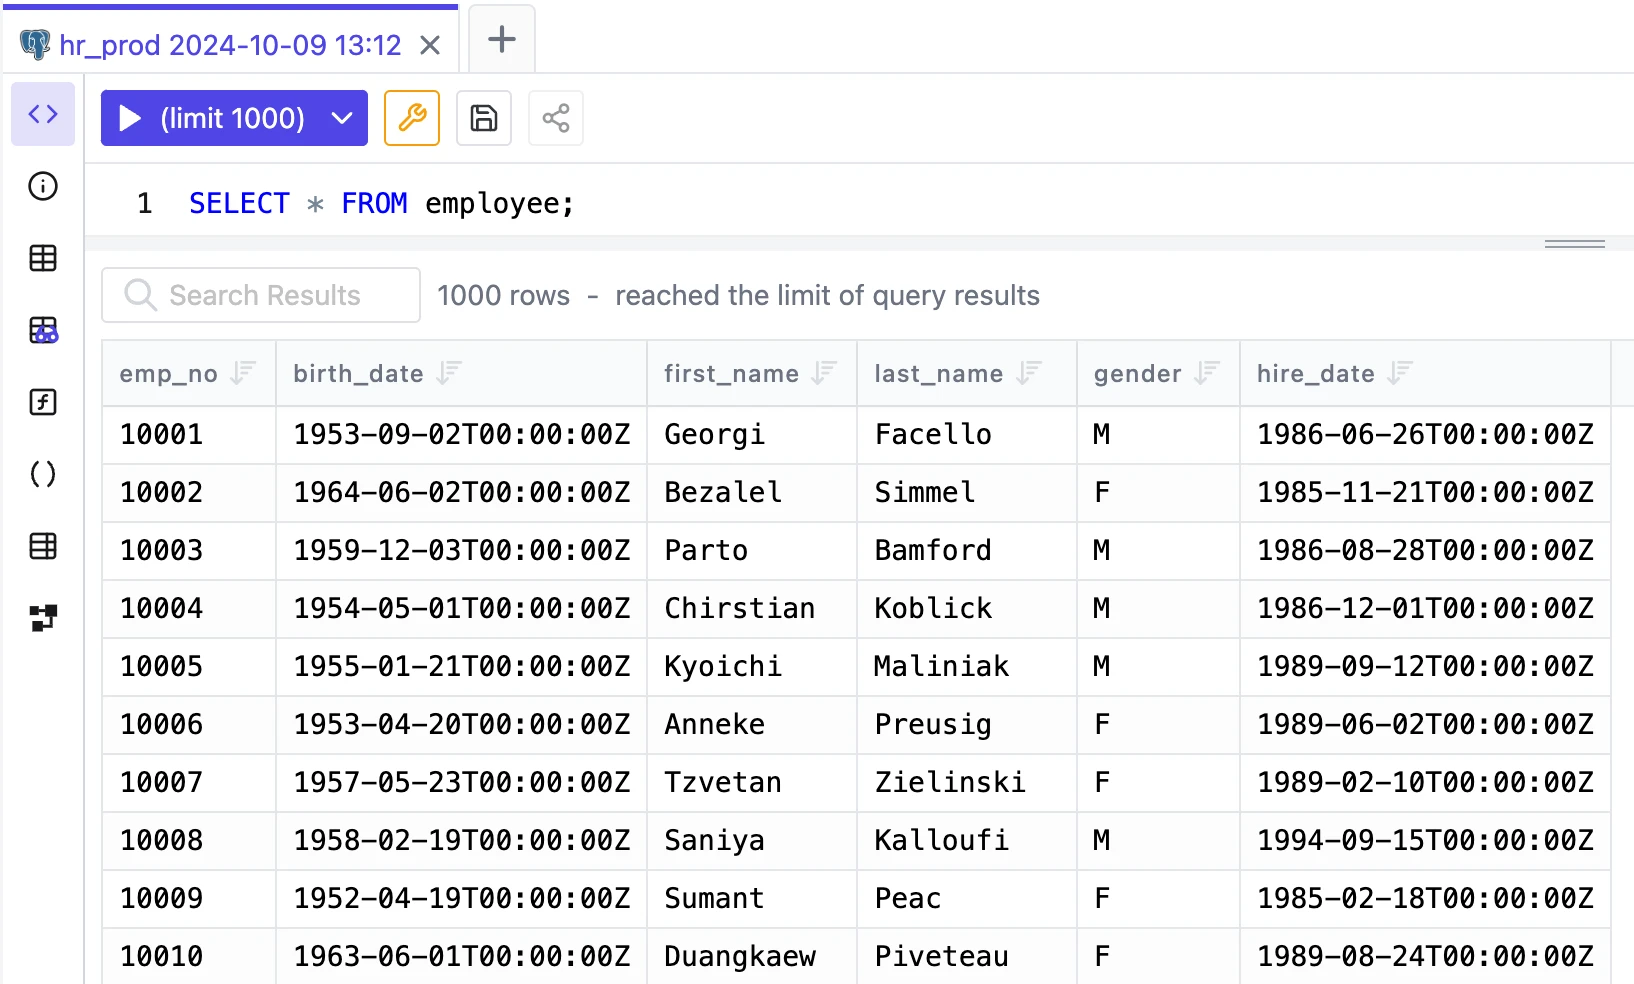 hr_prod 2024-10-09 13:12
(limit 1000)
1 SELECT * FROM employee;
Search Results 1000 rows - reached the limit of query results
emp_no birth_date first_name last_name gender hire_date
10001 1953-09-02T00:00:00Z Georgi Facello M 1986-06-26T00:00:00Z
10002 1964-06-02T00:00:00Z Bezalel Simmel F 1985-11-21T00:00:00Z
10003 1959-12-03T00:00:00Z Parto Bamford M 1986-08-28T00:00:00Z
10004 1954-05-01T00:00:00Z Chirstian Koblick M 1986-12-01T00:00:00Z
10005 1955-01-21T00:00:00Z Kyoichi Maliniak M 1989-09-12T00:00:00Z
10006 1953-04-20T00:00:00Z Anneke Preusig F 1989-06-02T00:00:00Z
10007 1957-05-23T00:00:00Z Tzvetan Zielinski F 1989-02-10T00:00:00Z
10008 1958-02-19T00:00:00Z Saniya Kalloufi M 1994-09-15T00:00:00Z
10009 1952-04-19T00:00:00Z Sumant Peac F 1985-02-18T00:00:00Z
10010 1963-06-01T00:00:00Z Duangkaew Piveteau F 1989-08-24T00:00:00Z